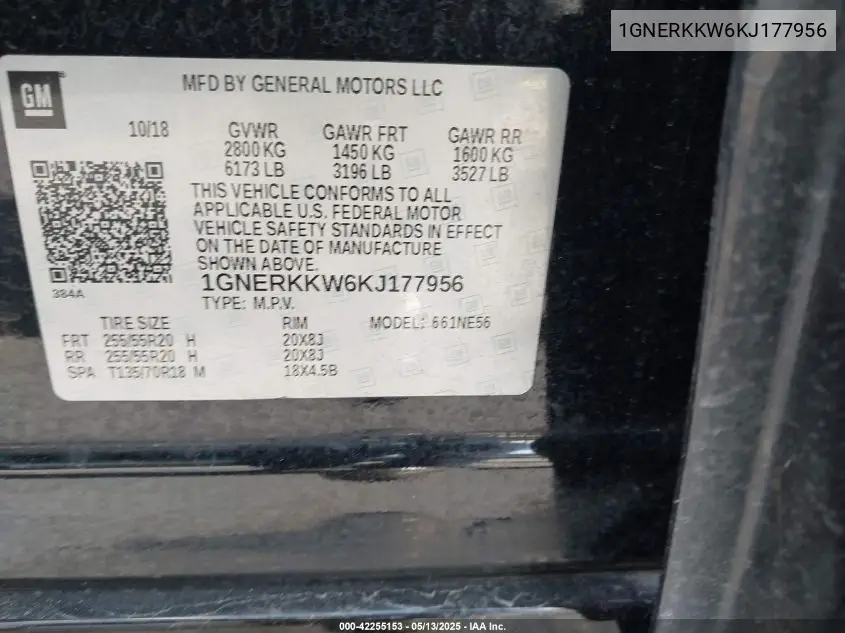 1GNERKKW6KJ177956
GM
MFD BY GENERAL MOTORS LLC
10/18 GVWR GAWR FRT GAWR RR
2800 KG 1450 KG 1600 KG
6173 LB 3196 LB 3527 LB
THIS VEHICLE CONFORMS TO ALL
APPLICABLE U.S. FEDERAL MOTOR
VEHICLE SAFETY STANDARDS IN EFFECT
ON THE DATE OF MANUFACTURE
SHOWN ABOVE.
384A
1GNERKKW6KJ177956
TYPE: M.P.V.
TIRE SIZE RIM MODEL: 661NE56
FRT 255/55R20 H 20X8J
RR 255/55R20 H 20X8J
SPA T135/70R18 M 18X4.5B
000-42255153 - 05/13/2025 - IAA Inc.